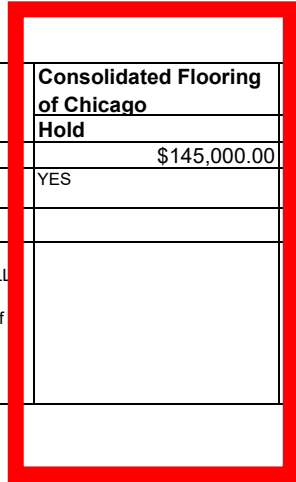 Consolidated Flooring
of Chicago
Hold
$145,000.00
YES
f